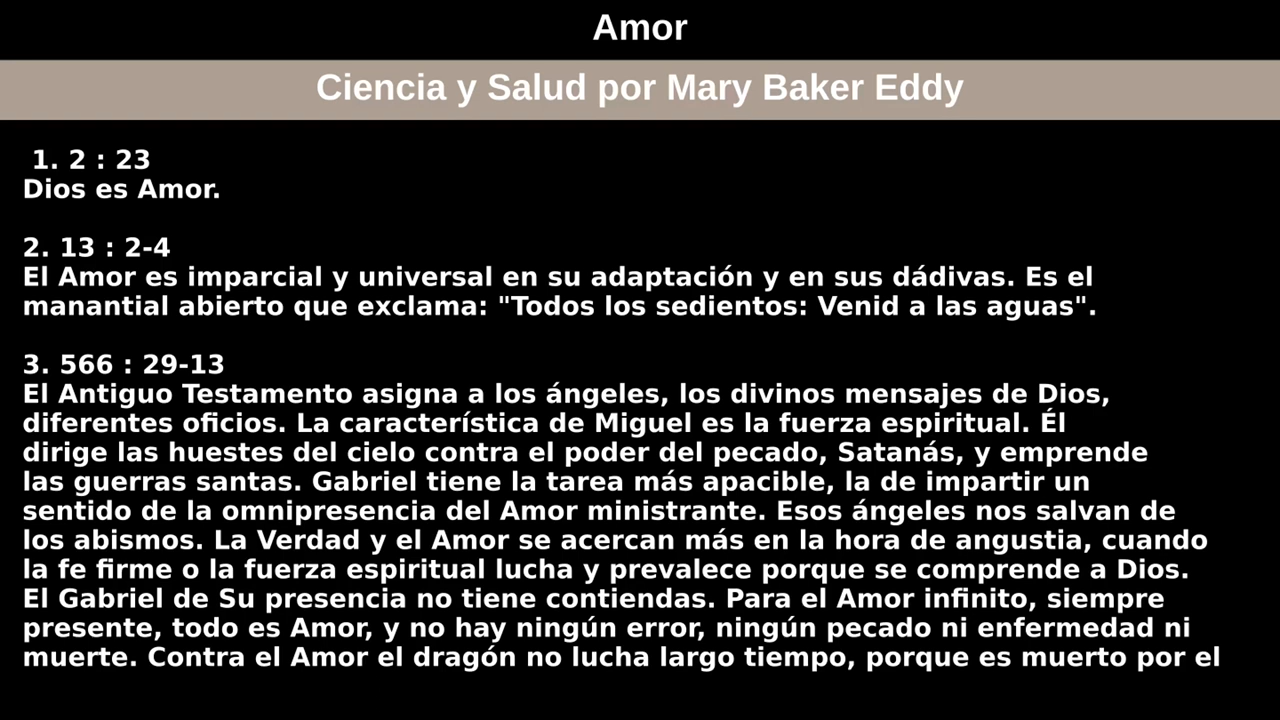 Amor
Ciencia y Salud por Mary Baker Eddy
1. 2 : 23
Dios es Amor.
2. 13 : 2-4
El Amor es imparcial y universal en su adaptación y en sus dádivas. Es el
manantial abierto que exclama: "Todos los sedientos: Venid a las aguas".
3. 566 : 29-13
El Antiguo Testamento asigna a los ángeles, los divinos mensajes de Dios,
diferentes oficios. La característica de Miguel es la fuerza espiritual. Él
dirige las huestes del cielo contra el poder del pecado, Satanás, y emprende
las guerras santas. Gabriel tiene la tarea más apacible, la de impartir un
sentido de la omnipresencia del Amor ministrante. Esos ángeles nos salvan de
los abismos. La Verdad y el Amor se acercan más en la hora de angustia, cuando
la fe firme o la fuerza espiritual lucha y prevalece porque se comprende a Dios.
El Gabriel de Su presencia no tiene contiendas. Para el Amor infinito, siempre
presente, todo es Amor, y no hay ningún error, ningún pecado ni enfermedad ni
muerte. Contra el Amor el dragón no lucha largo tiempo, porque es muerto por el